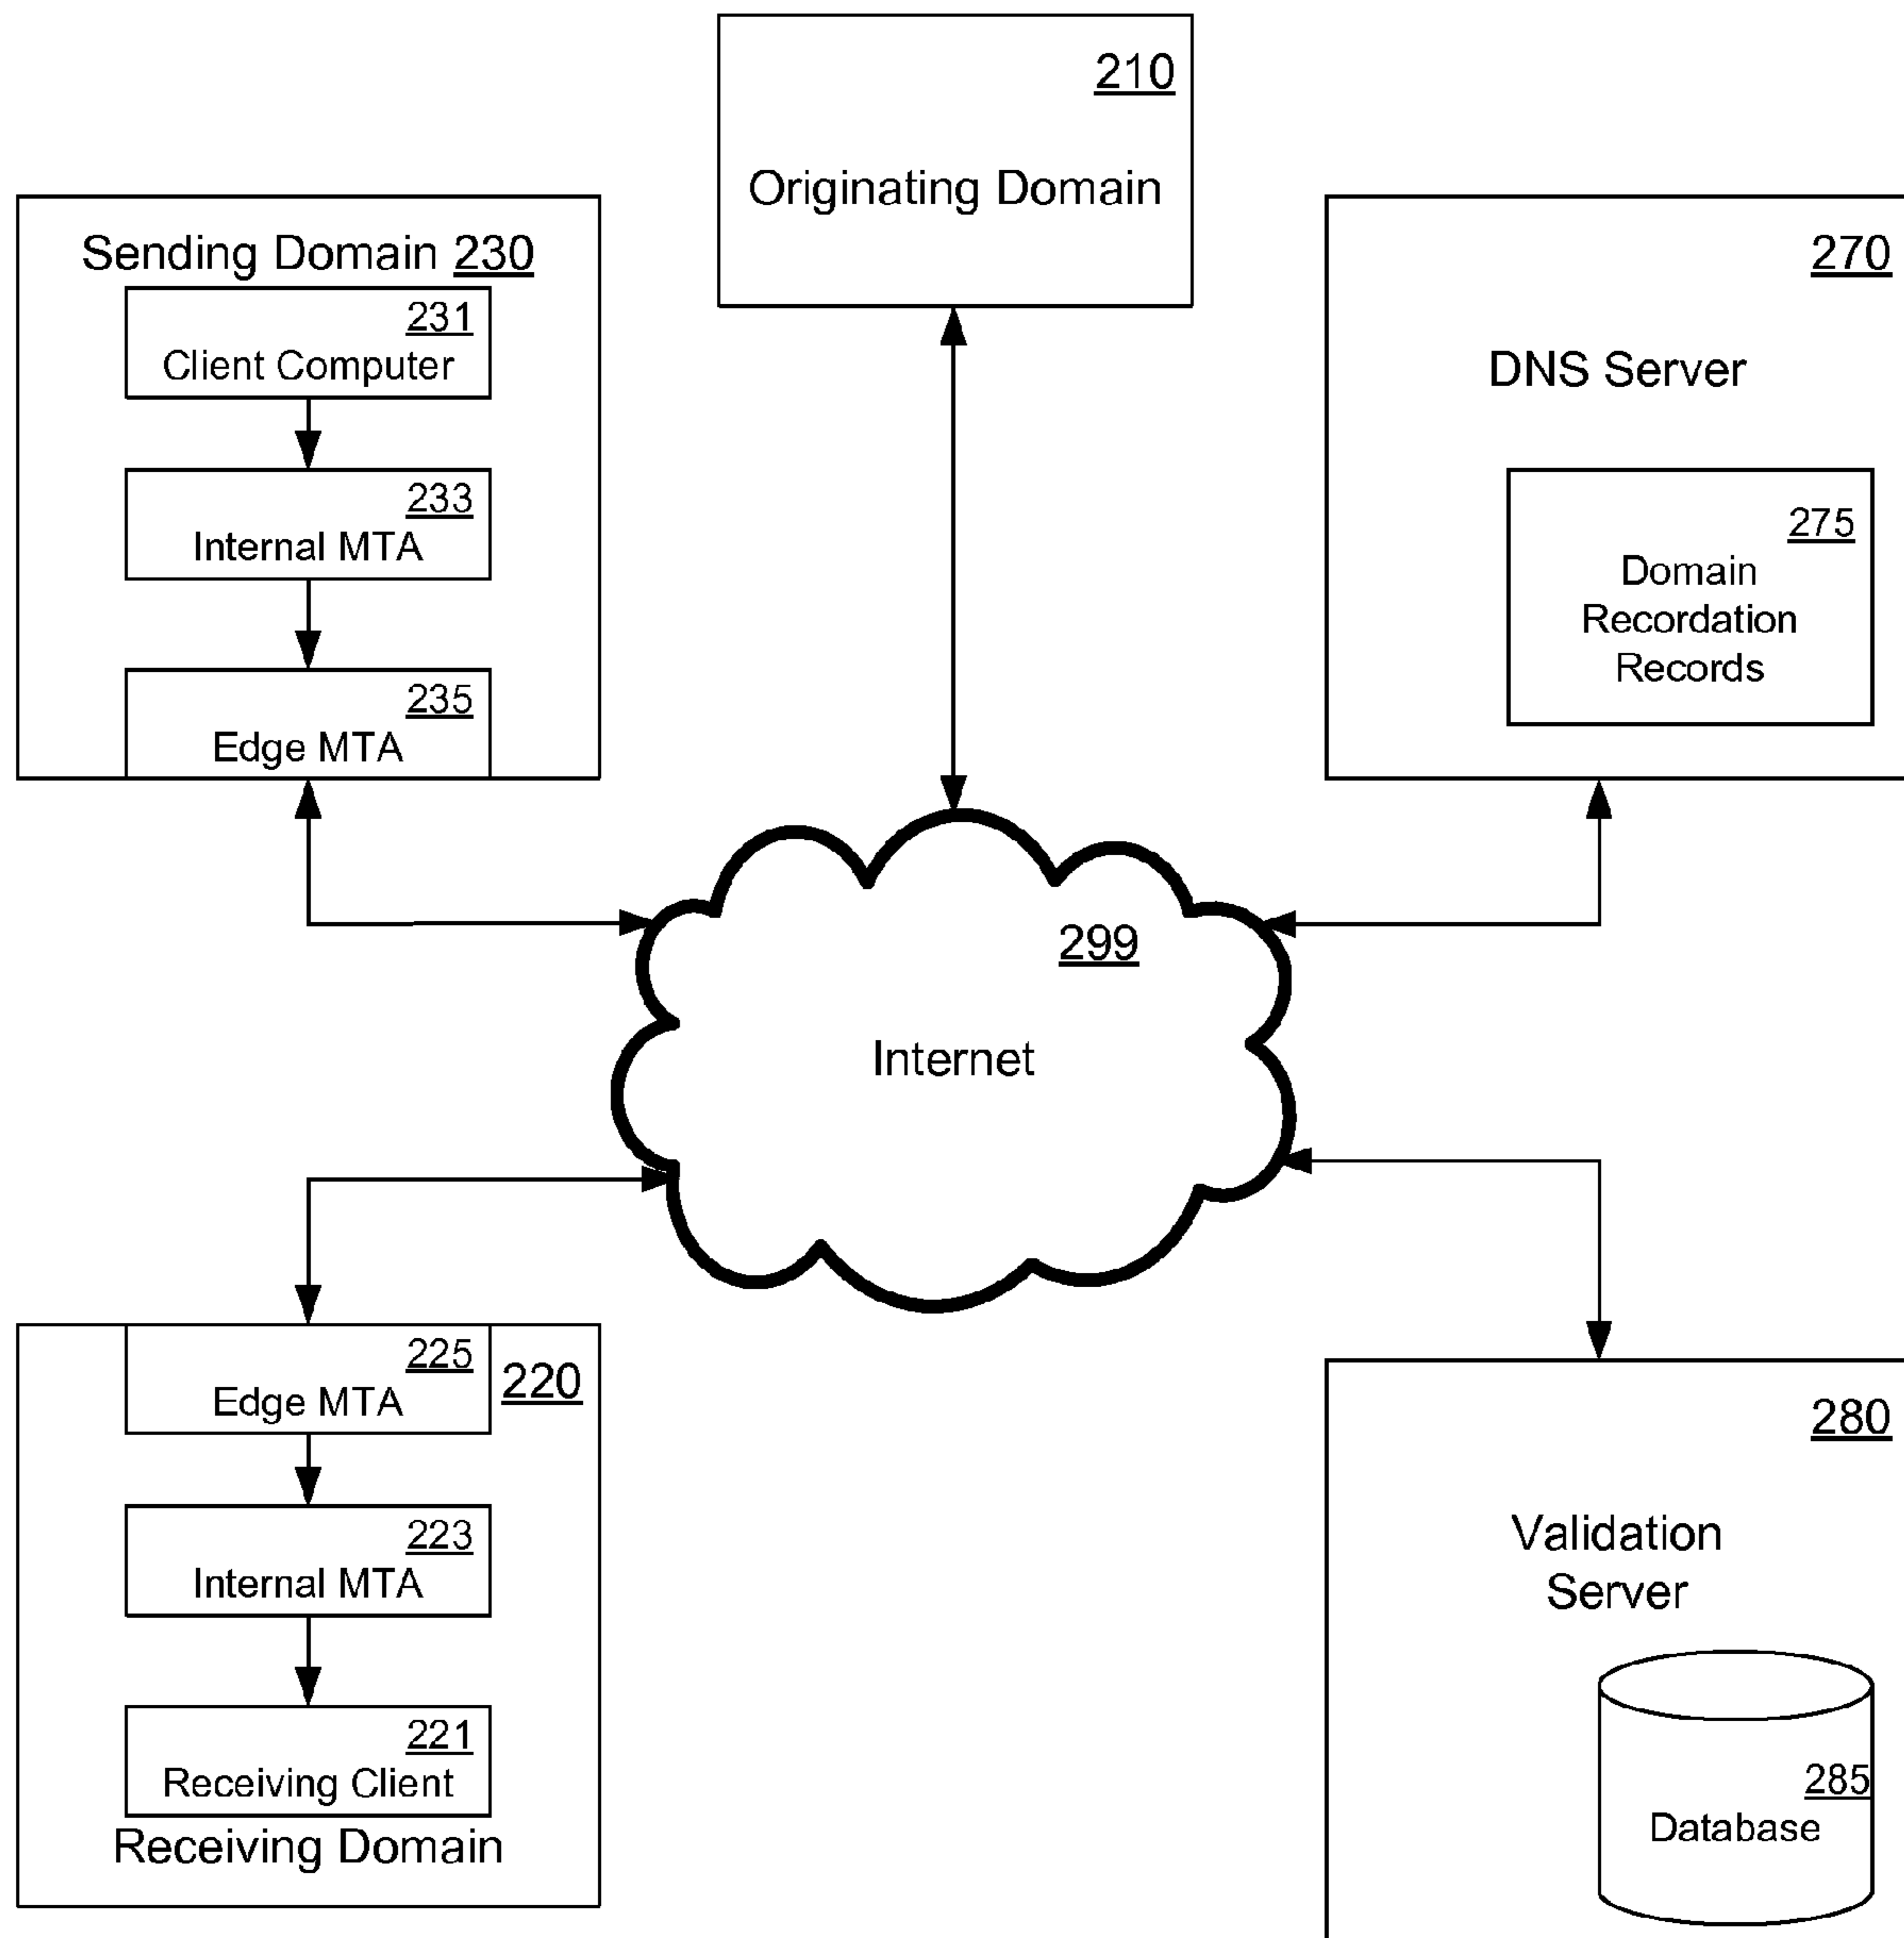 210
Originating Domain
Sending Domain 230
231
Client Computer
233
Internal MTA
235
Edge MTA
270
DNS Server
275
Domain
Recordation
Records
299
Internet
225
Edge MTA
220
223
Internal MTA
221
Receiving Client
Receiving Domain
280
Validation
Server
285
Database